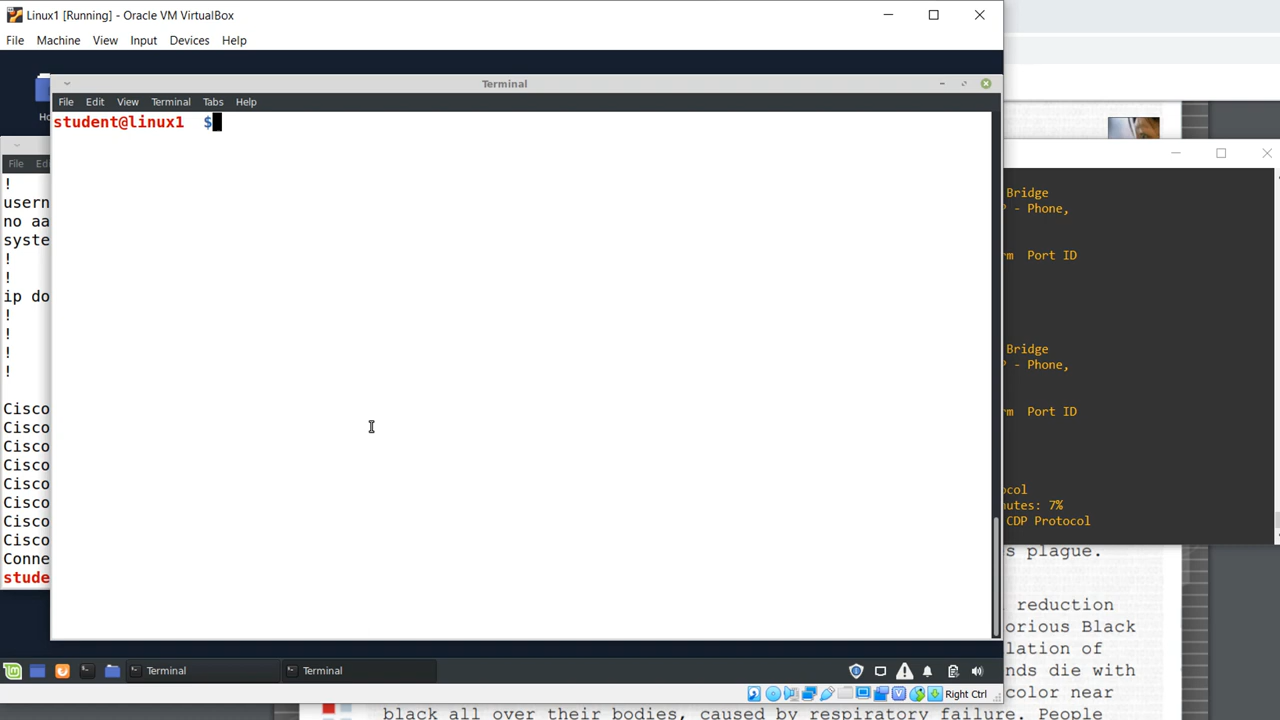 Linux1 [Running] - Oracle VM VirtualBox
File Machine View Input Devices Help
Terminal
File Edit View Terminal Tabs Help
student@linux1 $
File
!
usern
no aa
syste
!
!
ip do
!
!
!
!
Cisco
Cisco
Cisco
Cisco
Cisco
Cisco
Cisco
Cisco
Conne
stude
Bridge
- Phone,
Port ID
Bridge
- Phone,
Port ID
ocol
utes: 7%
CDP Protocol
s plague.
reduction
orious Black
lation of
nds die with
color near
black all over their bodies, caused by respiratory failure. People
Terminal Terminal
Right Ctrl